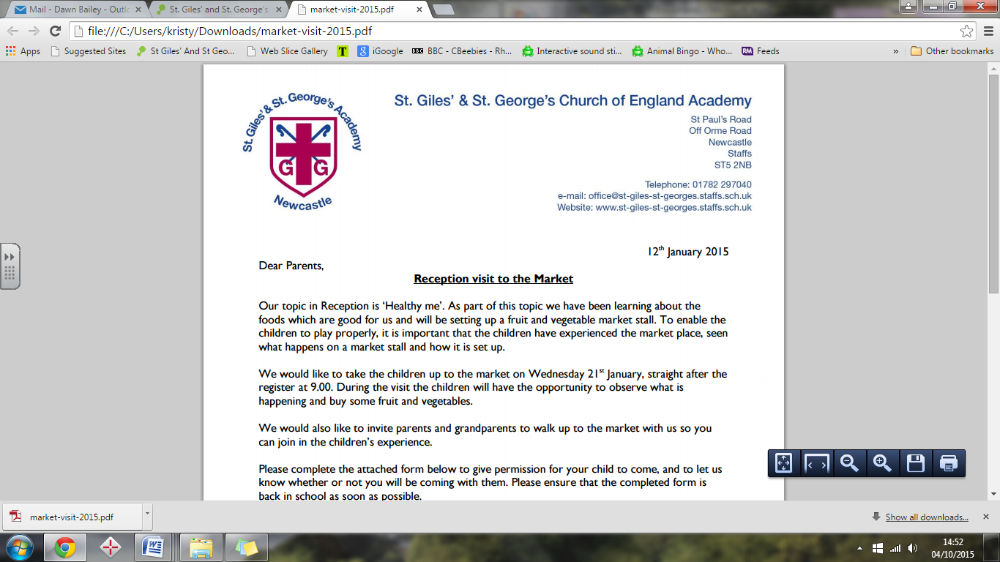 Mail - Dawn Bailey - Outlo
St. Giles' and St. George's
market-visit-2015.pdf
file:///C:/Users/kristy/Downloads/market-visit-2015.pdf
Apps
Suggested Sites
St Giles' And St Geo...
Web Slice Gallery
T
iGoogle
BBC - CBeebies - Rh...
Interactive sound sti...
Animal Bingo - Who...
RM
Feeds
»
Other bookmarks
St. Giles' & St. George's Academy
G G
Newcastle
St. Giles' & St. George's Church of England Academy
St Paul's Road
Off Orme Road
Newcastle
Staffs
ST5 2NB
Telephone: 01782 297040
e-mail: office@st-giles-st-georges.staffs.sch.uk
Website: www.st-giles-st-georges.staffs.sch.uk
12th January 2015
Dear Parents,
Reception visit to the Market
Our topic in Reception is 'Healthy me'. As part of this topic we have been learning about the
foods which are good for us and will be setting up a fruit and vegetable market stall. To enable the
children to play properly, it is important that the children have experienced the market place, seen
what happens on a market stall and how it is set up.
We would like to take the children up to the market on Wednesday 21st January, straight after the
register at 9.00. During the visit the children will have the opportunity to observe what is
happening and buy some fruit and vegetables.
We would also like to invite parents and grandparents to walk up to the market with us so you
can join in the children's experience.
Please complete the attached form below to give permission for your child to come, and to let us
know whether or not you will be coming with them. Please ensure that the completed form is
back in school as soon as possible.
market-visit-2015.pdf
Show all downloads...
14:52
04/10/2015